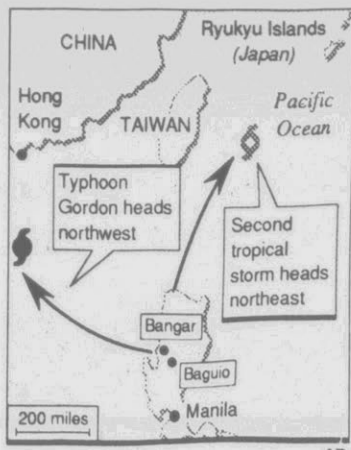 CHINA
Ryukyu Islands
(Japan)
Hong
Kong
TAIWAN
Pacific
Ocean
Typhoon
Gordon heads
northwest
Second
tropical
storm heads
northeast
Bangar
Baguio
Manila
200 miles